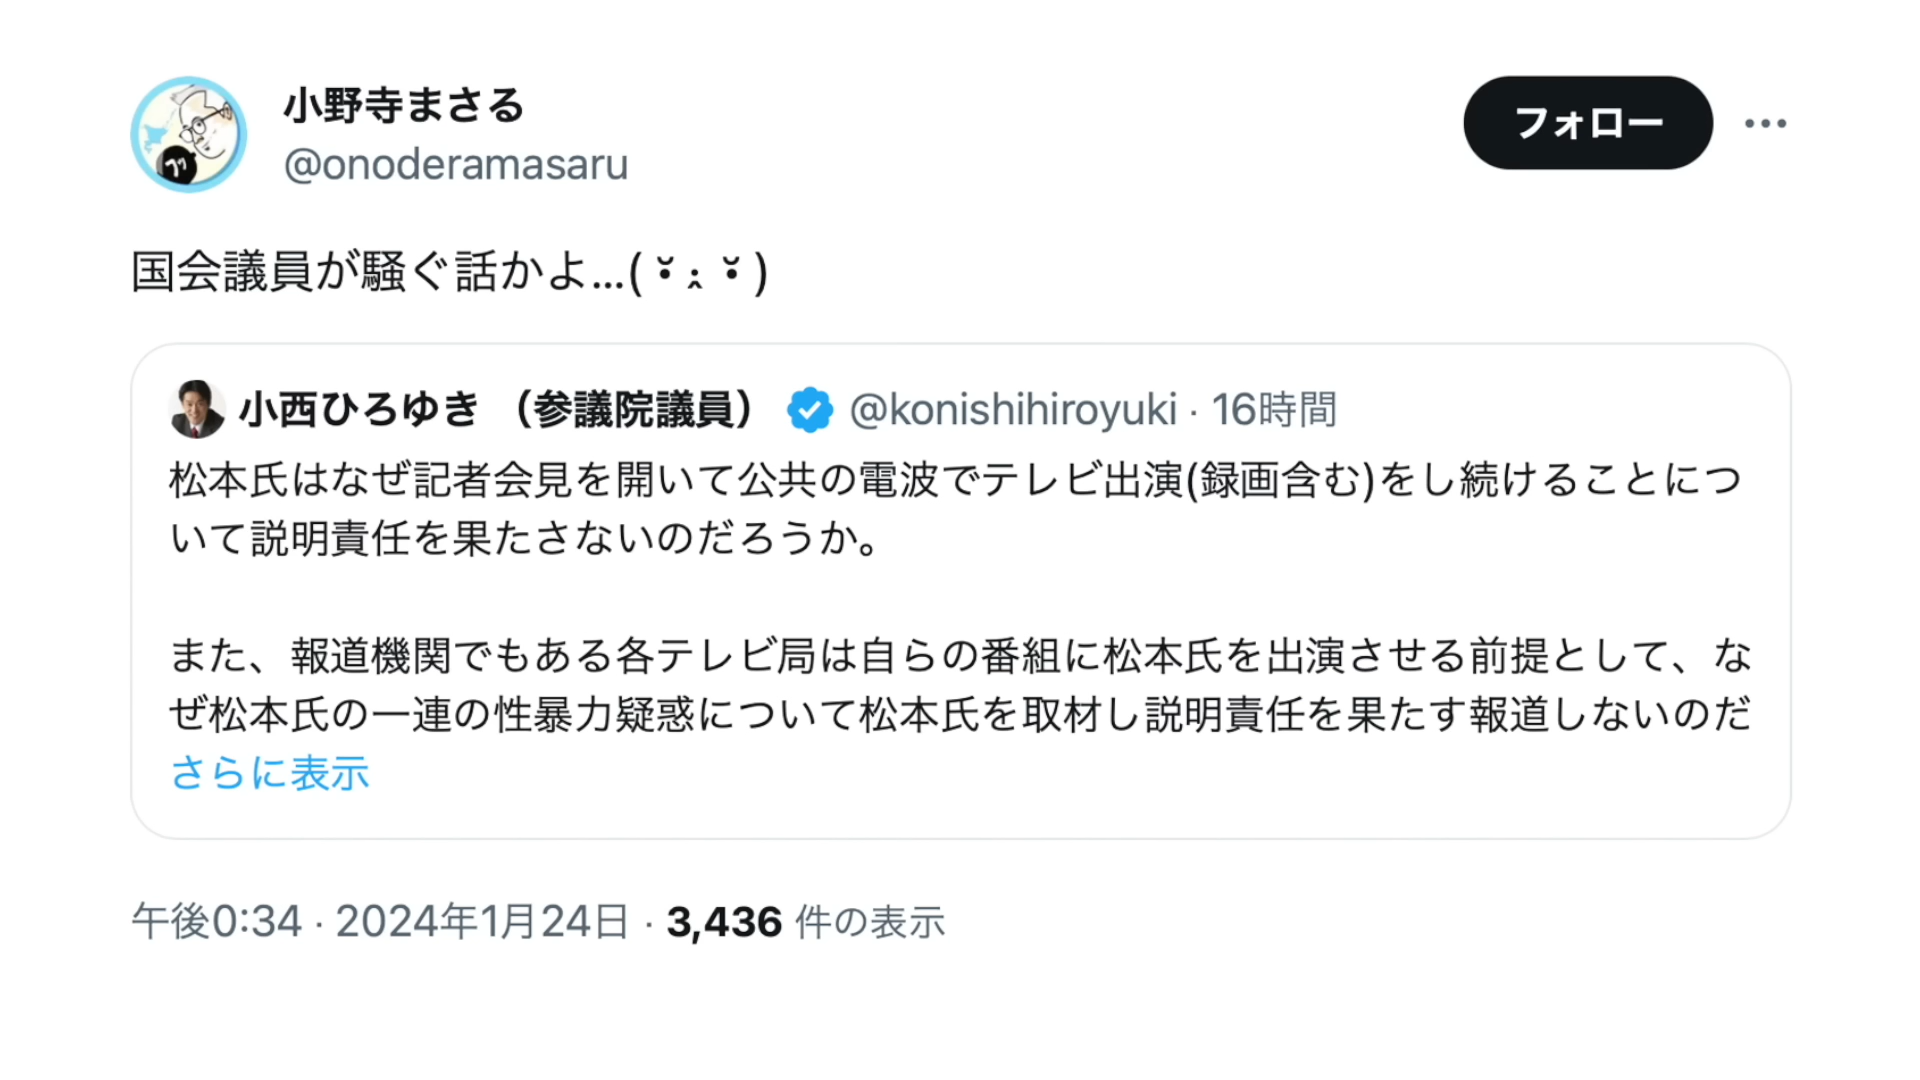 小野寺まさる
@onoderamasaru
フォロー
国会議員が騒ぐ話かよ...( ･᷄ὢ･᷅ )
小西ひろゆき （参議院議員） @konishihiroyuki · 16時間
松本氏はなぜ記者会見を開いて公共の電波でテレビ出演(録画含む)をし続けることにつ
いて説明責任を果たさないのだろうか。
また、報道機関でもある各テレビ局は自らの番組に松本氏を出演させる前提として、な
ぜ松本氏の一連の性暴力疑惑について松本氏を取材し説明責任を果たす報道しないのだ
さらに表示
午後0:34 · 2024年1月24日 · 3,436 件の表示